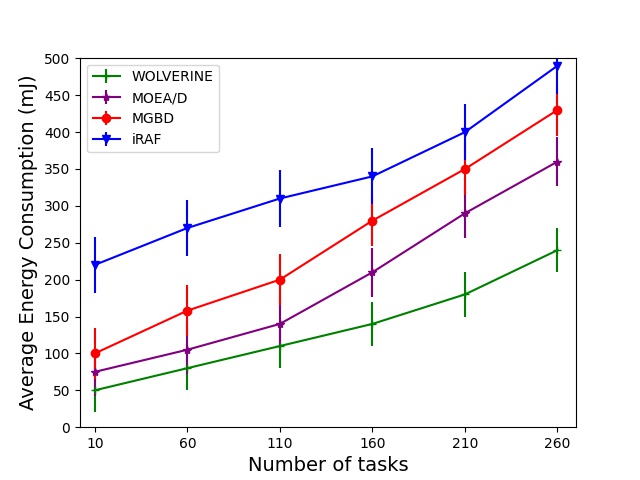 500
450
400
350
300
250
200
150
100
50
0
Average Energy Consumption (mJ)
WOLVERINE
MOEA/D
MGBD
iRAF
10 60 110 160 210 260
Number of tasks